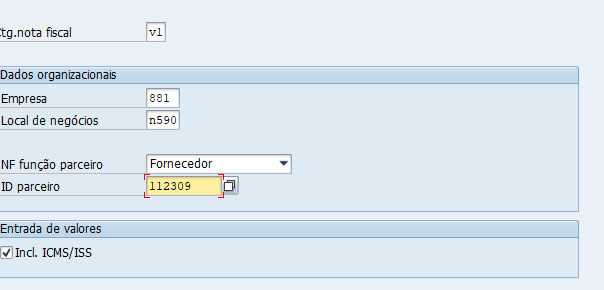 Ctg.nota fiscal v1
Dados organizacionais
Empresa 881
Local de negócios n590
NF função parceiro Fornecedor
ID parceiro 112309
Entrada de valores
Incl. ICMS/ISS